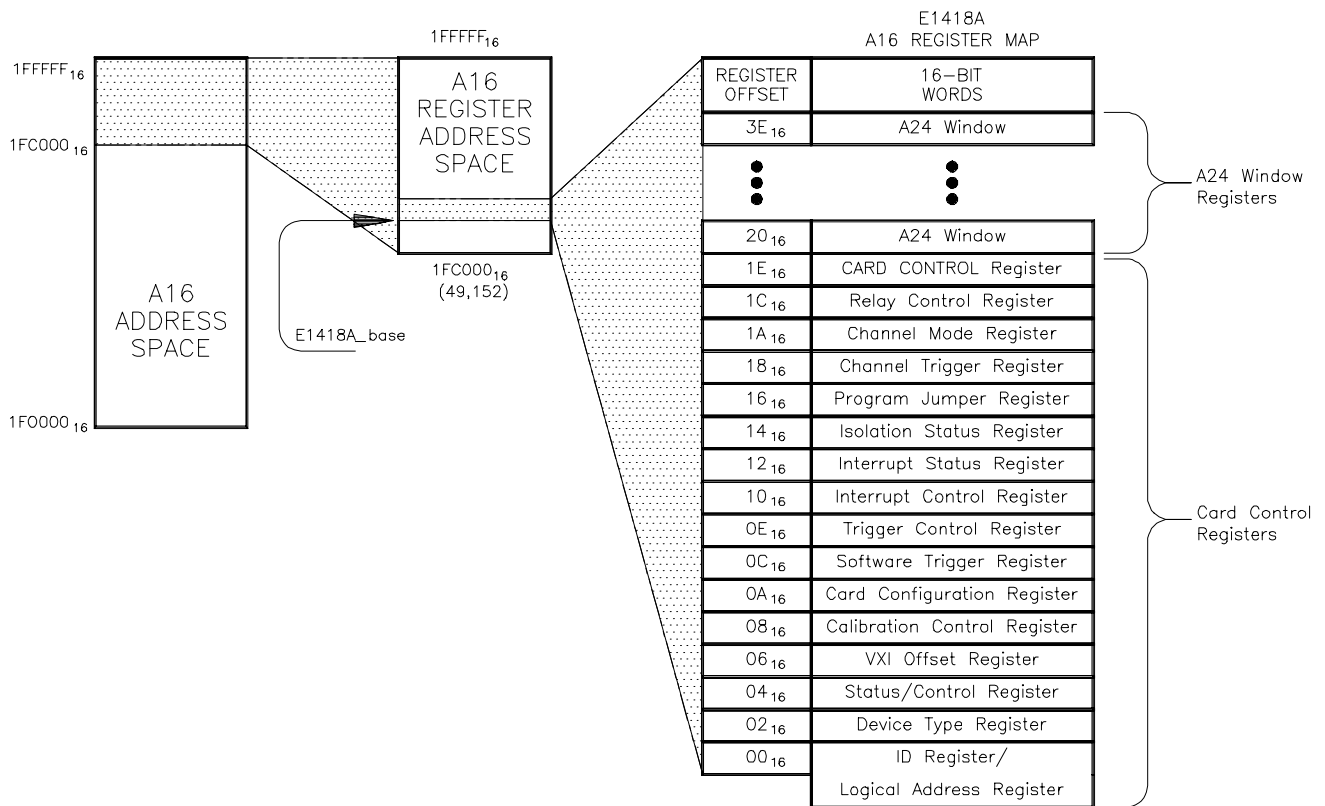 1FFFFF₁₆
1FC000₁₆
A16
ADDRESS
SPACE
1F0000₁₆
1FFFFF₁₆
A16
REGISTER
ADDRESS
SPACE
1FC000₁₆
(49,152)
E1418A_base
E1418A
A16 REGISTER MAP
REGISTER
OFFSET
16-BIT
WORDS
3E₁₆ A24 Window
20₁₆ A24 Window
1E₁₆ CARD CONTROL Register
1C₁₆ Relay Control Register
1A₁₆ Channel Mode Register
18₁₆ Channel Trigger Register
16₁₆ Program Jumper Register
14₁₆ Isolation Status Register
12₁₆ Interrupt Status Register
10₁₆ Interrupt Control Register
0E₁₆ Trigger Control Register
0C₁₆ Software Trigger Register
0A₁₆ Card Configuration Register
08₁₆ Calibration Control Register
06₁₆ VXI Offset Register
04₁₆ Status/Control Register
02₁₆ Device Type Register
00₁₆ ID Register/
Logical Address Register
A24 Window
Registers
Card Control
Registers